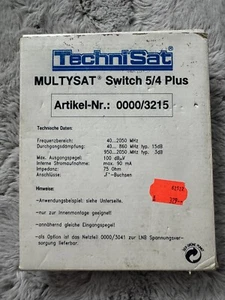 TechniSat
MULTYSAT® Switch 5/4 Plus
Artikel-Nr.: 0000/3215
Technische Daten:
Frequenzbereich: 40...2050 MHz
Durchgangsdämpfung: 40... 860 MHz typ. 15dB
950...2050 MHz typ. 3dB
Max. Ausgangspegel: 100 dBµV
Interne Stromaufnahme: max. 90 mA
Impedanz: 75 Ohm
Anschlüsse: „F"-Buchsen
Hinweis:
-Anwendungsbeispiel: siehe Unterseite.
-nur zur Innenmontage geeignet!
-annähernd gleiche Eingangspegel
-als Option ist das Netzteil 0000/3041 zur LNB Spannungsversorgung lieferbar.